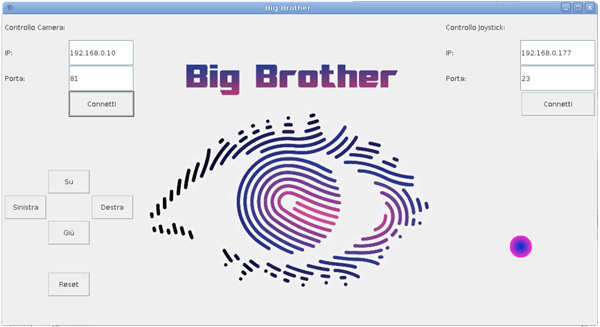 Big Brother
Controllo Camera:
IP:
192.168.0.10
Porta:
81
Connetti
Big Brother
Controllo Joystick:
IP:
192.168.0.177
Porta:
23
Connetti
Su
Sinistra
Destra
Giù
Reset